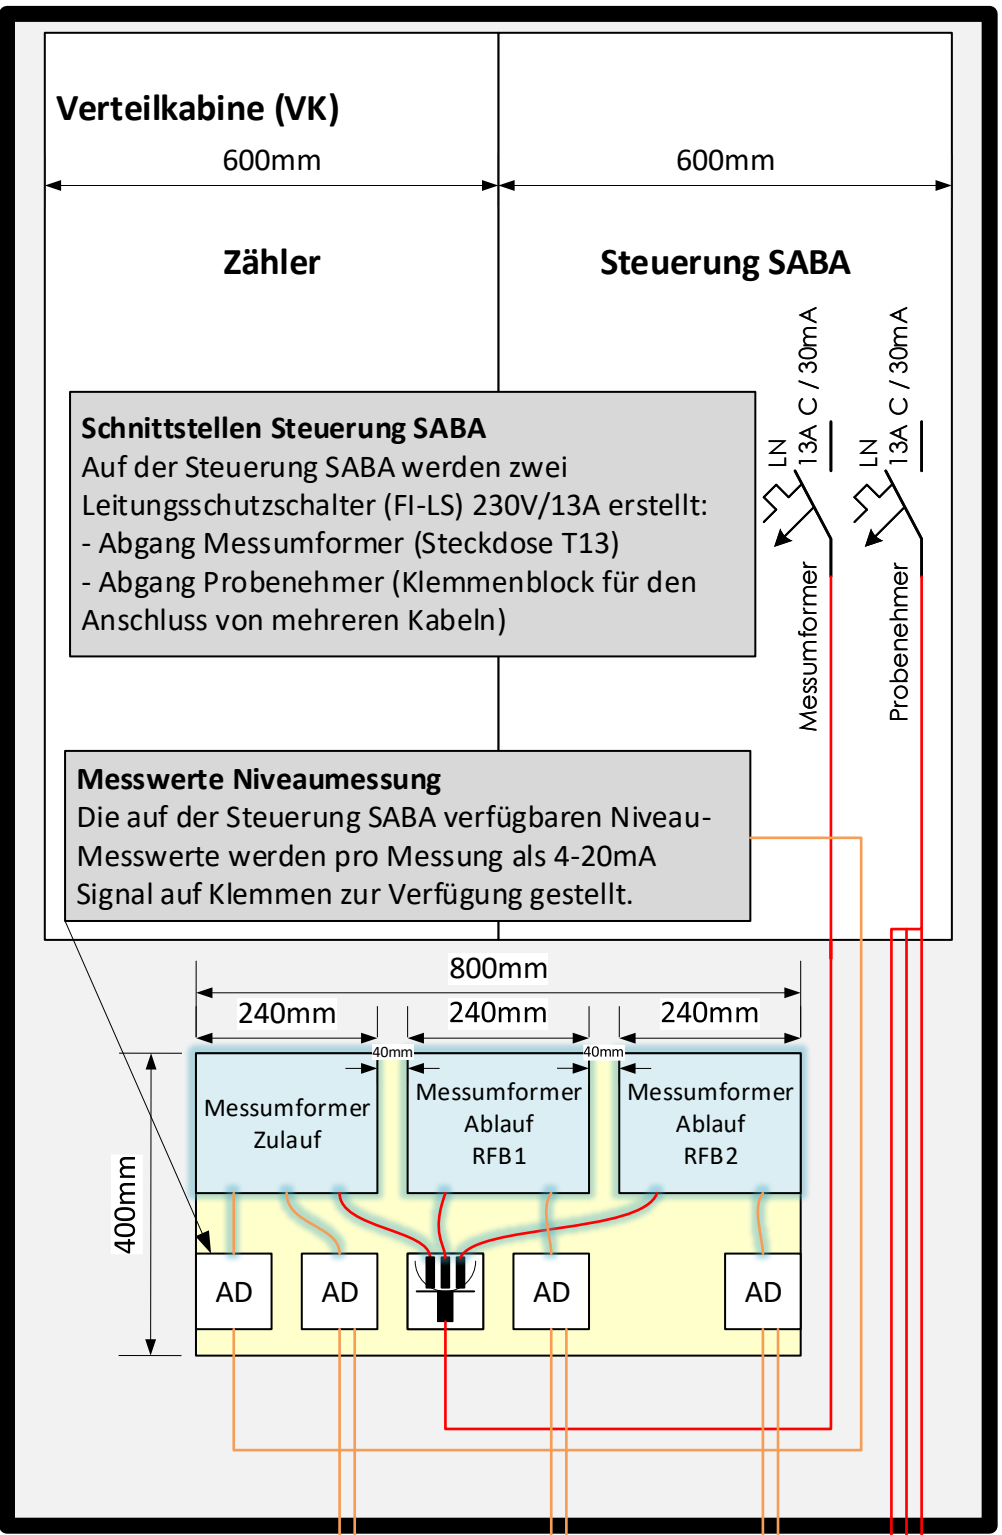 Verteilkabine (VK)
600mm
600mm
Zähler
Steuerung SABA
LN
13A C / 30mA
LN
13A C / 30mA
Schnittstellen Steuerung SABA
Auf der Steuerung SABA werden zwei
Leitungsschutzschalter (FI-LS) 230V/13A erstellt:
- Abgang Messumformer (Steckdose T13)
- Abgang Probenehmer (Klemmenblock für den
Anschluss von mehreren Kabeln)
Messumformer
Probenehmer
Messwerte Niveaumessung
Die auf der Steuerung SABA verfügbaren Niveau-
Messwerte werden pro Messung als 4-20mA
Signal auf Klemmen zur Verfügung gestellt.
800mm
240mm
240mm
240mm
40mm
40mm
400mm
Messumformer
Zulauf
Messumformer
Ablauf
RFB1
Messumformer
Ablauf
RFB2
AD
AD
AD
AD